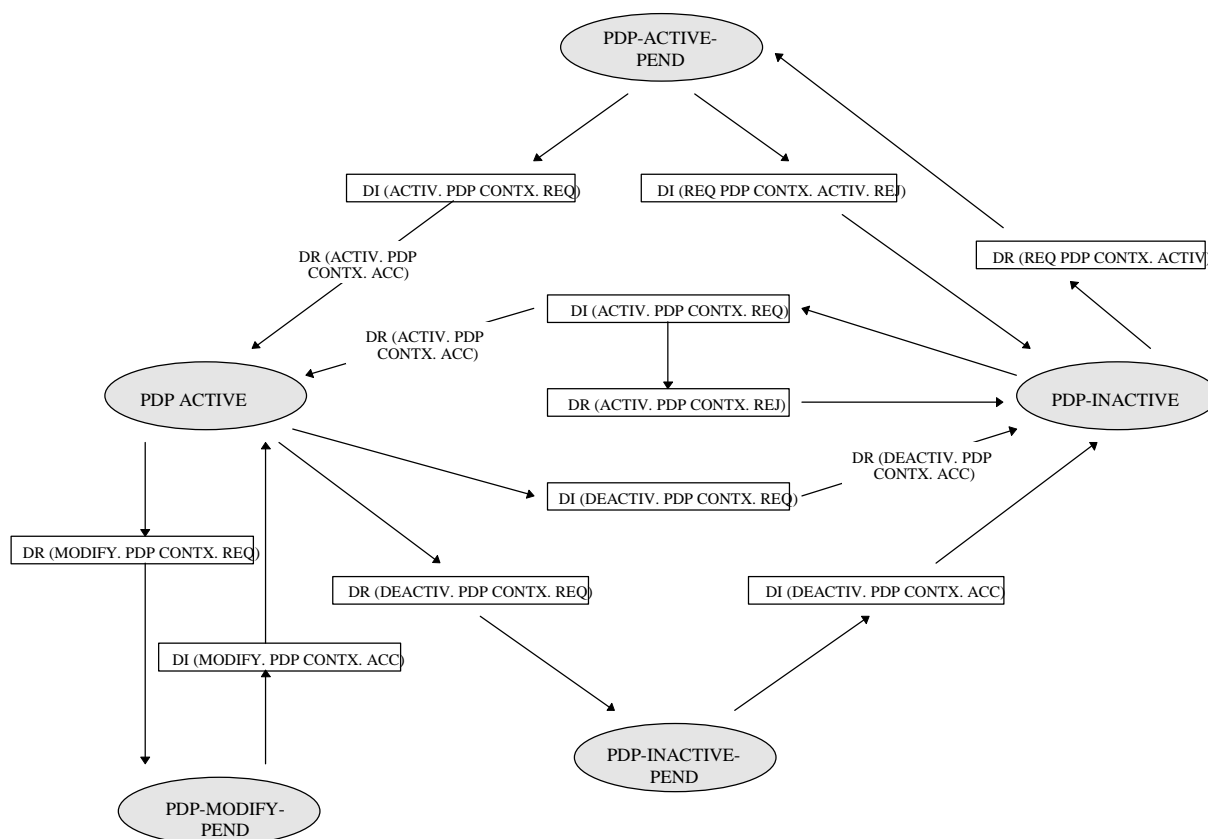 PDP-ACTIVE-
PEND
DI (ACTIV. PDP CONTX. REQ)
DI (REQ PDP CONTX. ACTIV. REJ)
DR (ACTIV. PDP
CONTX. ACC)
DR (REQ PDP CONTX. ACTIV)
DI (ACTIV. PDP CONTX. REQ)
DR (ACTIV. PDP
CONTX. ACC)
PDP ACTIVE
DR (ACTIV. PDP CONTX. REJ)
PDP-INACTIVE
DR (DEACTIV. PDP
CONTX. ACC)
DI (DEACTIV. PDP CONTX. REQ)
DR (MODIFY. PDP CONTX. REQ)
DR (DEACTIV. PDP CONTX. REQ)
DI (DEACTIV. PDP CONTX. ACC)
DI (MODIFY. PDP CONTX. ACC)
PDP-INACTIVE-
PEND
PDP-MODIFY-
PEND